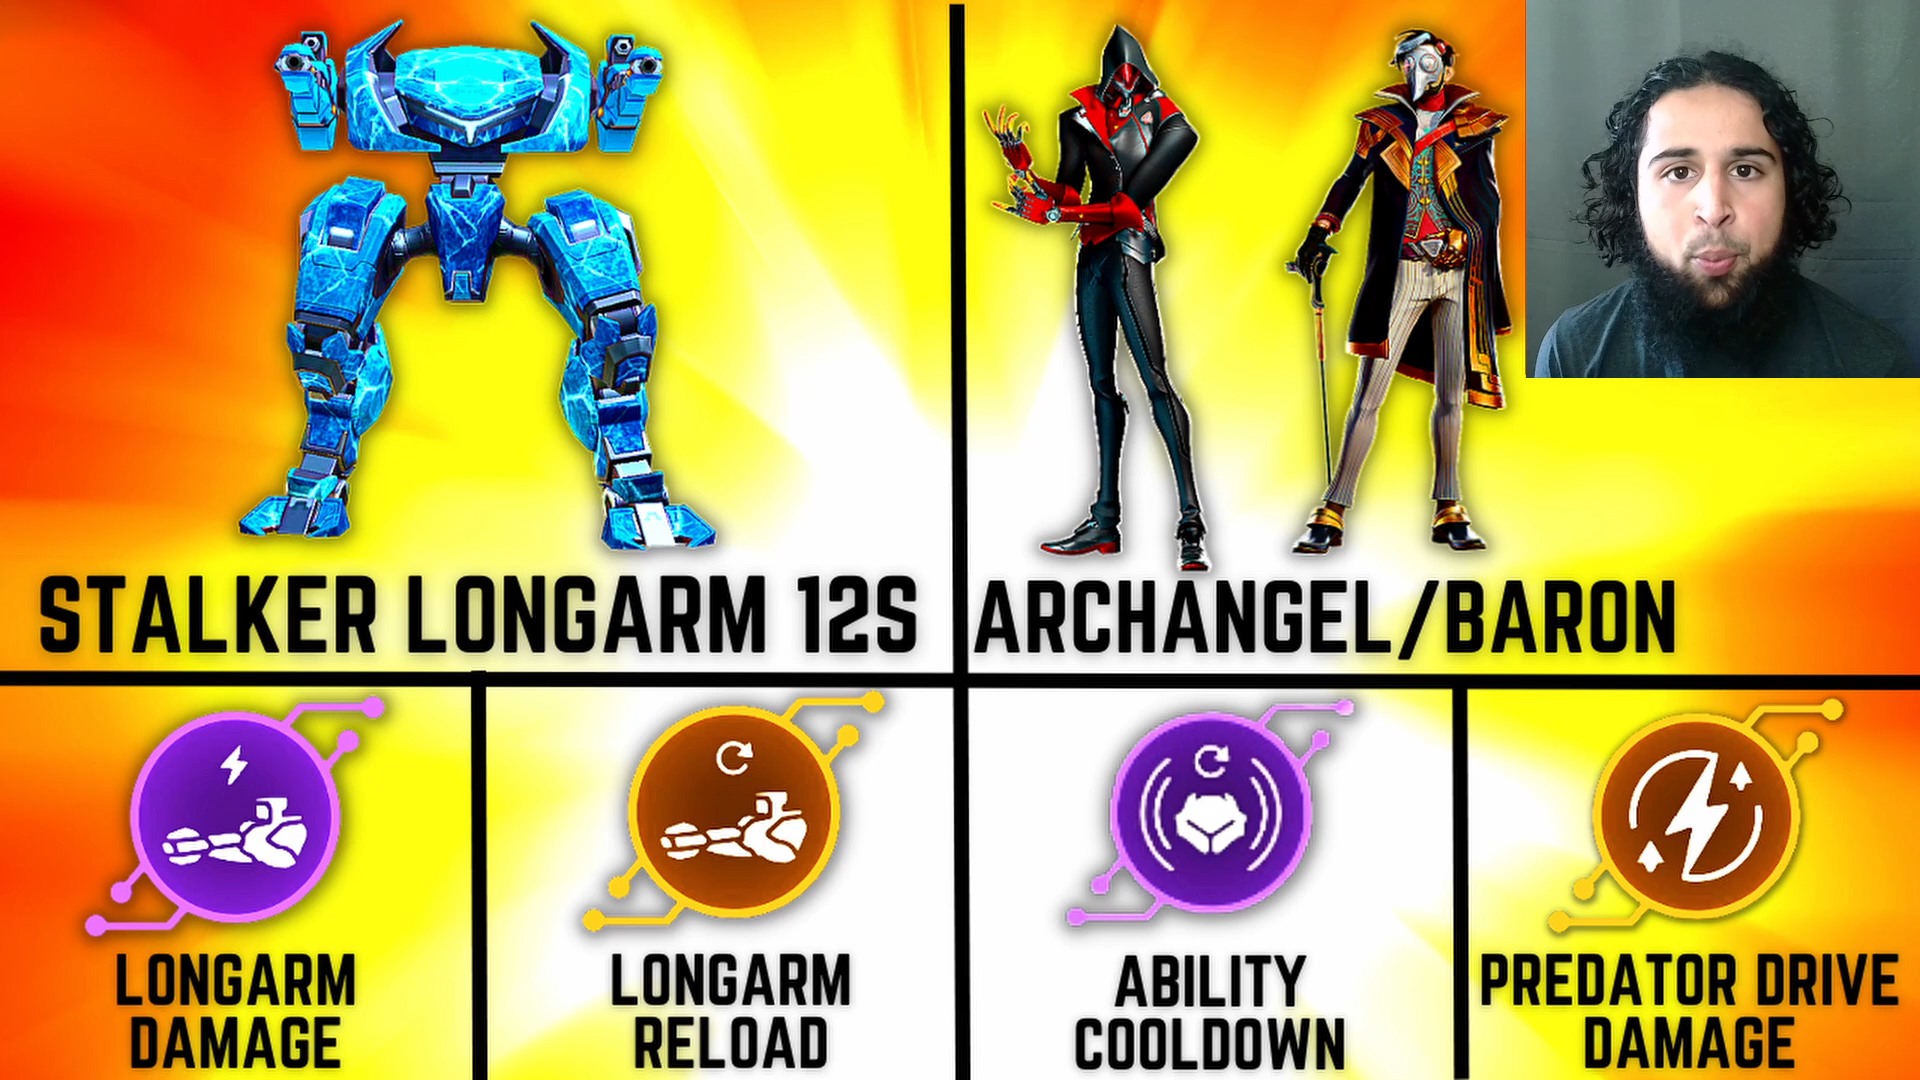 STALKER LONGARM 12S
ARCHANGEL/BARON
LONGARM
DAMAGE
LONGARM
RELOAD
ABILITY
COOLDOWN
PREDATOR DRIVE
DAMAGE